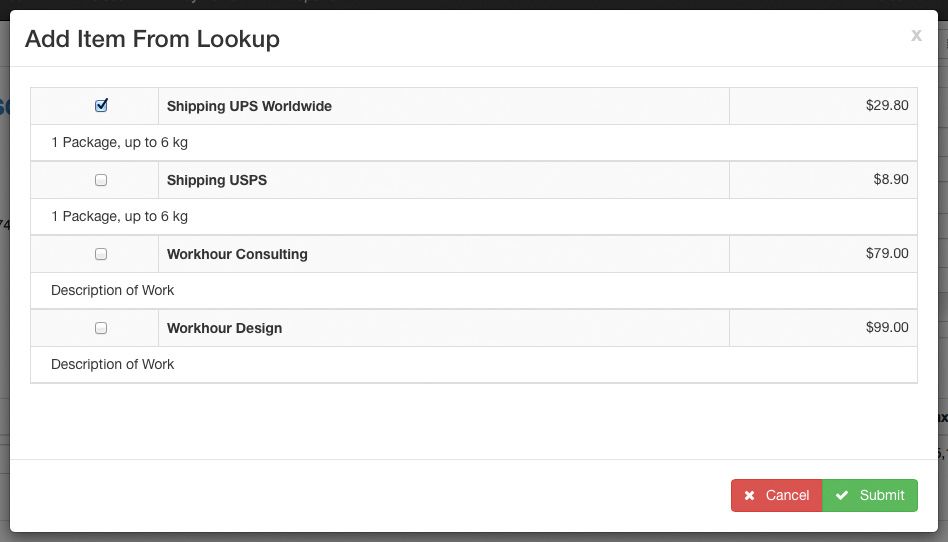 Add Item From Lookup
x
Shipping UPS Worldwide $29.80
1 Package, up to 6 kg
Shipping USPS $8.90
1 Package, up to 6 kg
Workhour Consulting $79.00
Description of Work
Workhour Design $99.00
Description of Work
Cancel Submit